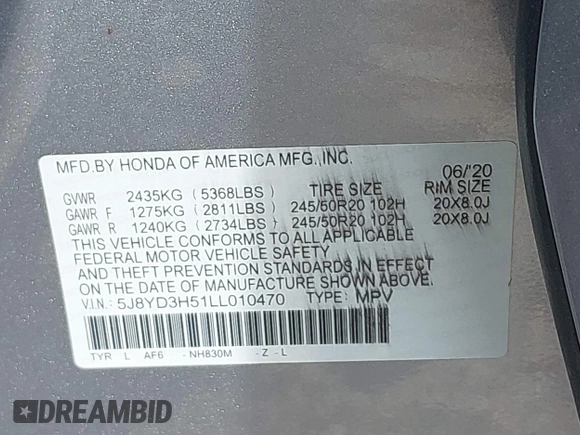 MFD.BY HONDA OF AMERICA MFG.,INC. 06/'20
GVWR 2435KG (5368LBS) TIRE SIZE RIM SIZE
GAWR F 1275KG (2811LBS) 245/50R20 102H 20X8.0J
GAWR R 1240KG (2734LBS) 245/50R20 102H 20X8.0J
THIS VEHICLE CONFORMS TO ALL APPLICABLE
FEDERAL MOTOR VEHICLE SAFETY
AND THEFT PREVENTION STANDARDS IN EFFECT
ON THE DATE OF MANUFACTURE SHOWN ABOVE.
V.I.N: 5J8YD3H51LL010470 TYPE: MPV
TYR L AF6 -NH830M -Z -L
DREAMBID